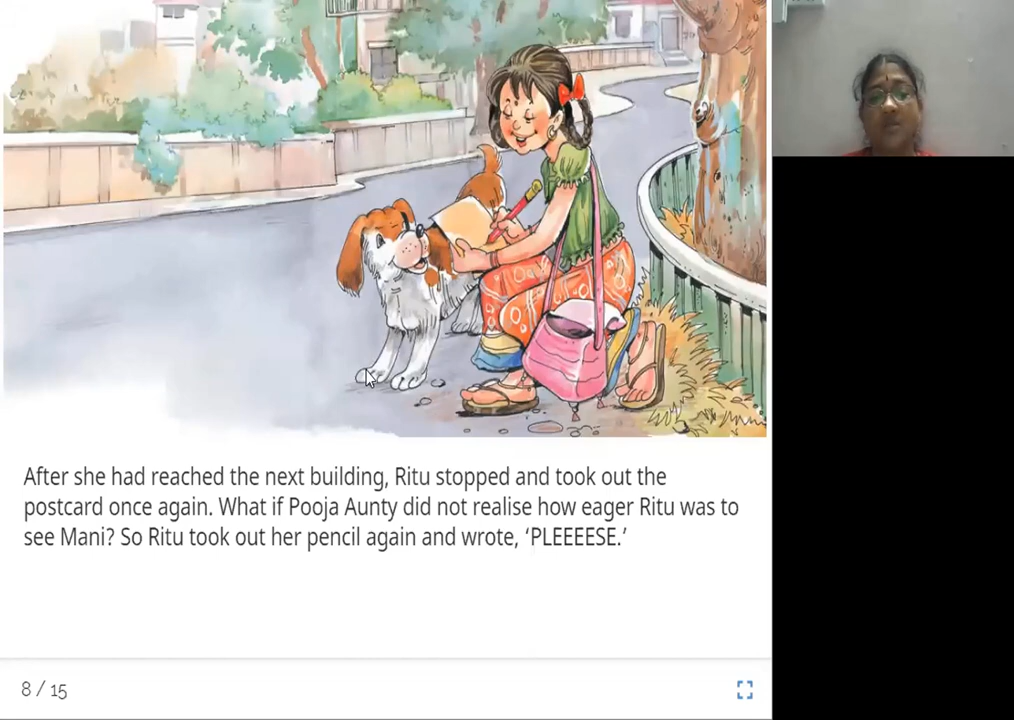 After she had reached the next building, Ritu stopped and took out the
postcard once again. What if Pooja Aunty did not realise how eager Ritu was to
see Mani? So Ritu took out her pencil again and wrote, ‘PLEEEESE.’
8 / 15